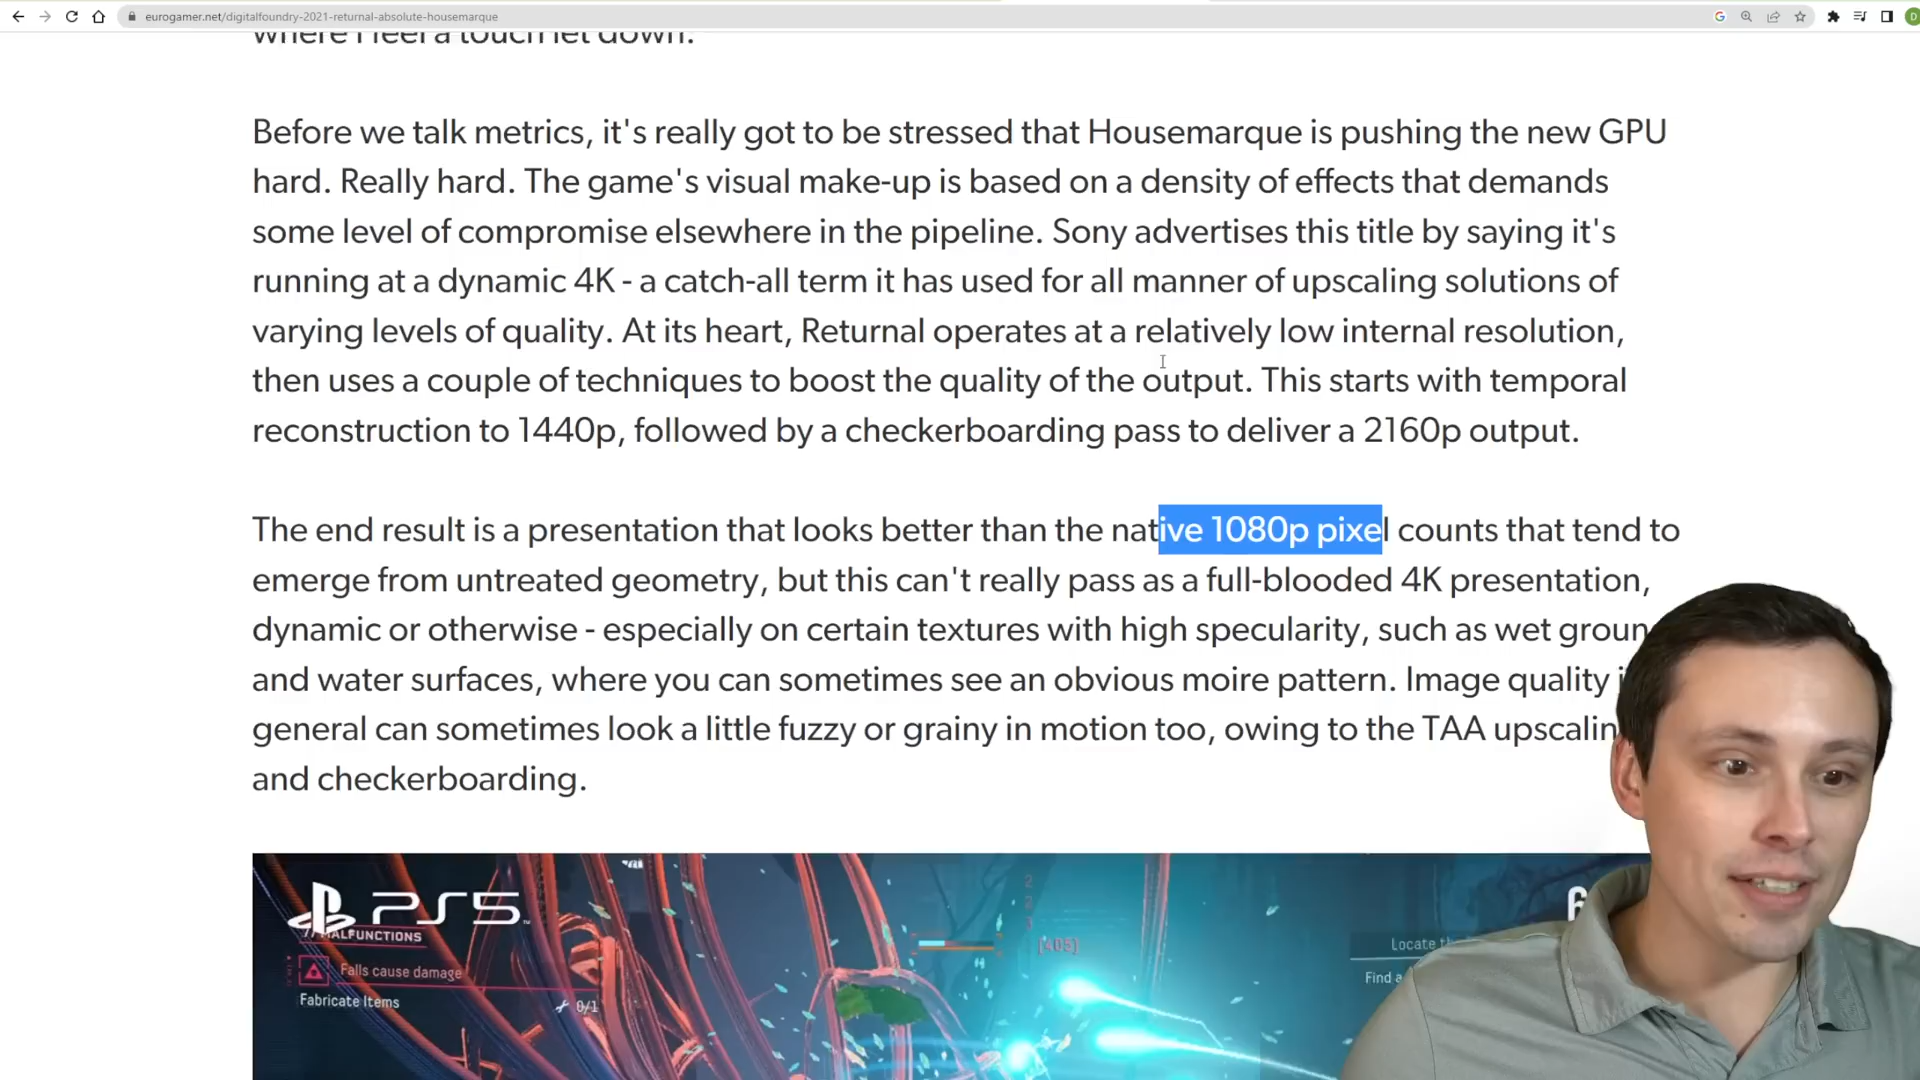 eurogamer.net/digitalfoundry-2021-returnal-absolute-housemarque
where I feel a touch let down.
Before we talk metrics, it's really got to be stressed that Housemarque is pushing the new GPU
hard. Really hard. The game's visual make-up is based on a density of effects that demands
some level of compromise elsewhere in the pipeline. Sony advertises this title by saying it's
running at a dynamic 4K - a catch-all term it has used for all manner of upscaling solutions of
varying levels of quality. At its heart, Returnal operates at a relatively low internal resolution,
then uses a couple of techniques to boost the quality of the output. This starts with temporal
reconstruction to 1440p, followed by a checkerboarding pass to deliver a 2160p output.
The end result is a presentation that looks better than the native 1080p pixel counts that tend to
emerge from untreated geometry, but this can't really pass as a full-blooded 4K presentation,
dynamic or otherwise - especially on certain textures with high specularity, such as wet groun
and water surfaces, where you can sometimes see an obvious moire pattern. Image quality i
general can sometimes look a little fuzzy or grainy in motion too, owing to the TAA upscalin
and checkerboarding.
PS5
MALFUNCTIONS
Falls cause damage
Fabricate Items 0/1
[405]
Locate th
Find a